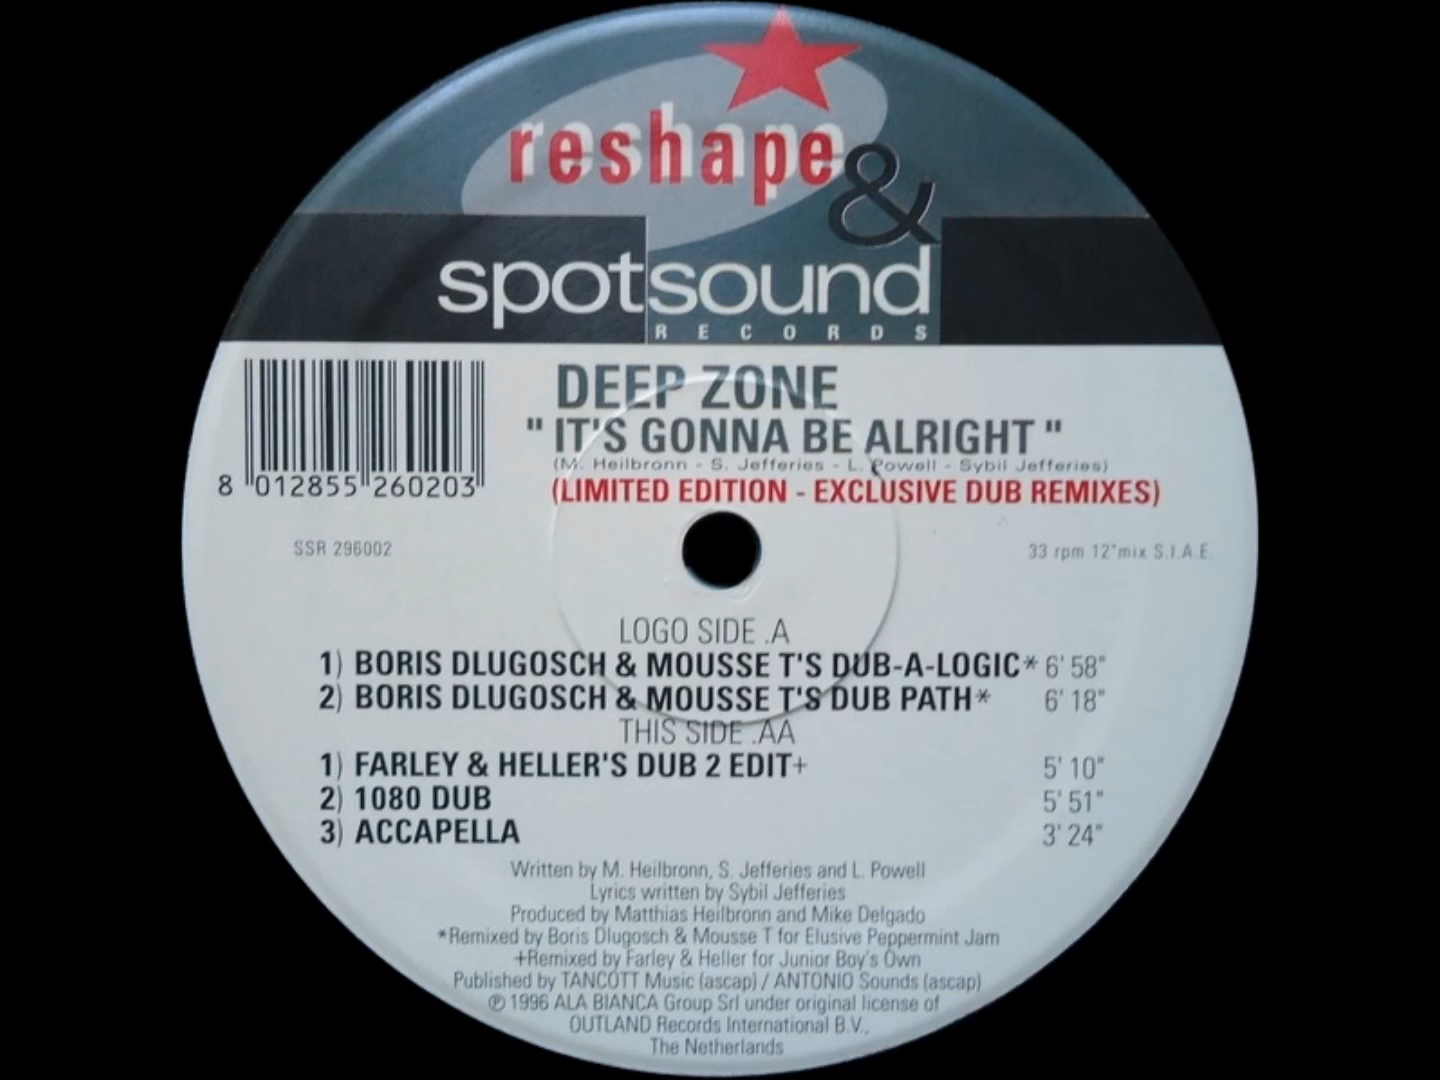 reshape
&
spotsound
RECORDS
DEEP ZONE
"IT'S GONNA BE ALRIGHT"
(M. Heilbronn - S. Jefferies - L. Powell - Sybil Jefferies)
(LIMITED EDITION - EXCLUSIVE DUB REMIXES)
8 012855 260203
SSR 296002
33 rpm 12"mix S.I.A.E.
LOGO SIDE .A
1) BORIS DLUGOSCH & MOUSSE T'S DUB-A-LOGIC* 6' 58"
2) BORIS DLUGOSCH & MOUSSE T'S DUB PATH* 6' 18"
THIS SIDE .AA
1) FARLEY & HELLER'S DUB 2 EDIT+ 5' 10"
2) 1080 DUB 5' 51"
3) ACCAPELLA 3' 24"
Written by M. Heilbronn, S. Jefferies and L. Powell
Lyrics written by Sybil Jefferies
Produced by Matthias Heilbronn and Mike Delgado
*Remixed by Boris Dlugosch & Mousse T for Elusive Peppermint Jam
+Remixed by Farley & Heller for Junior Boy's Own
Published by TANCOTT Music (ascap) / ANTONIO Sounds (ascap)
℗ 1996 ALA BIANCA Group Srl under original license of
OUTLAND Records International B.V.,
The Netherlands